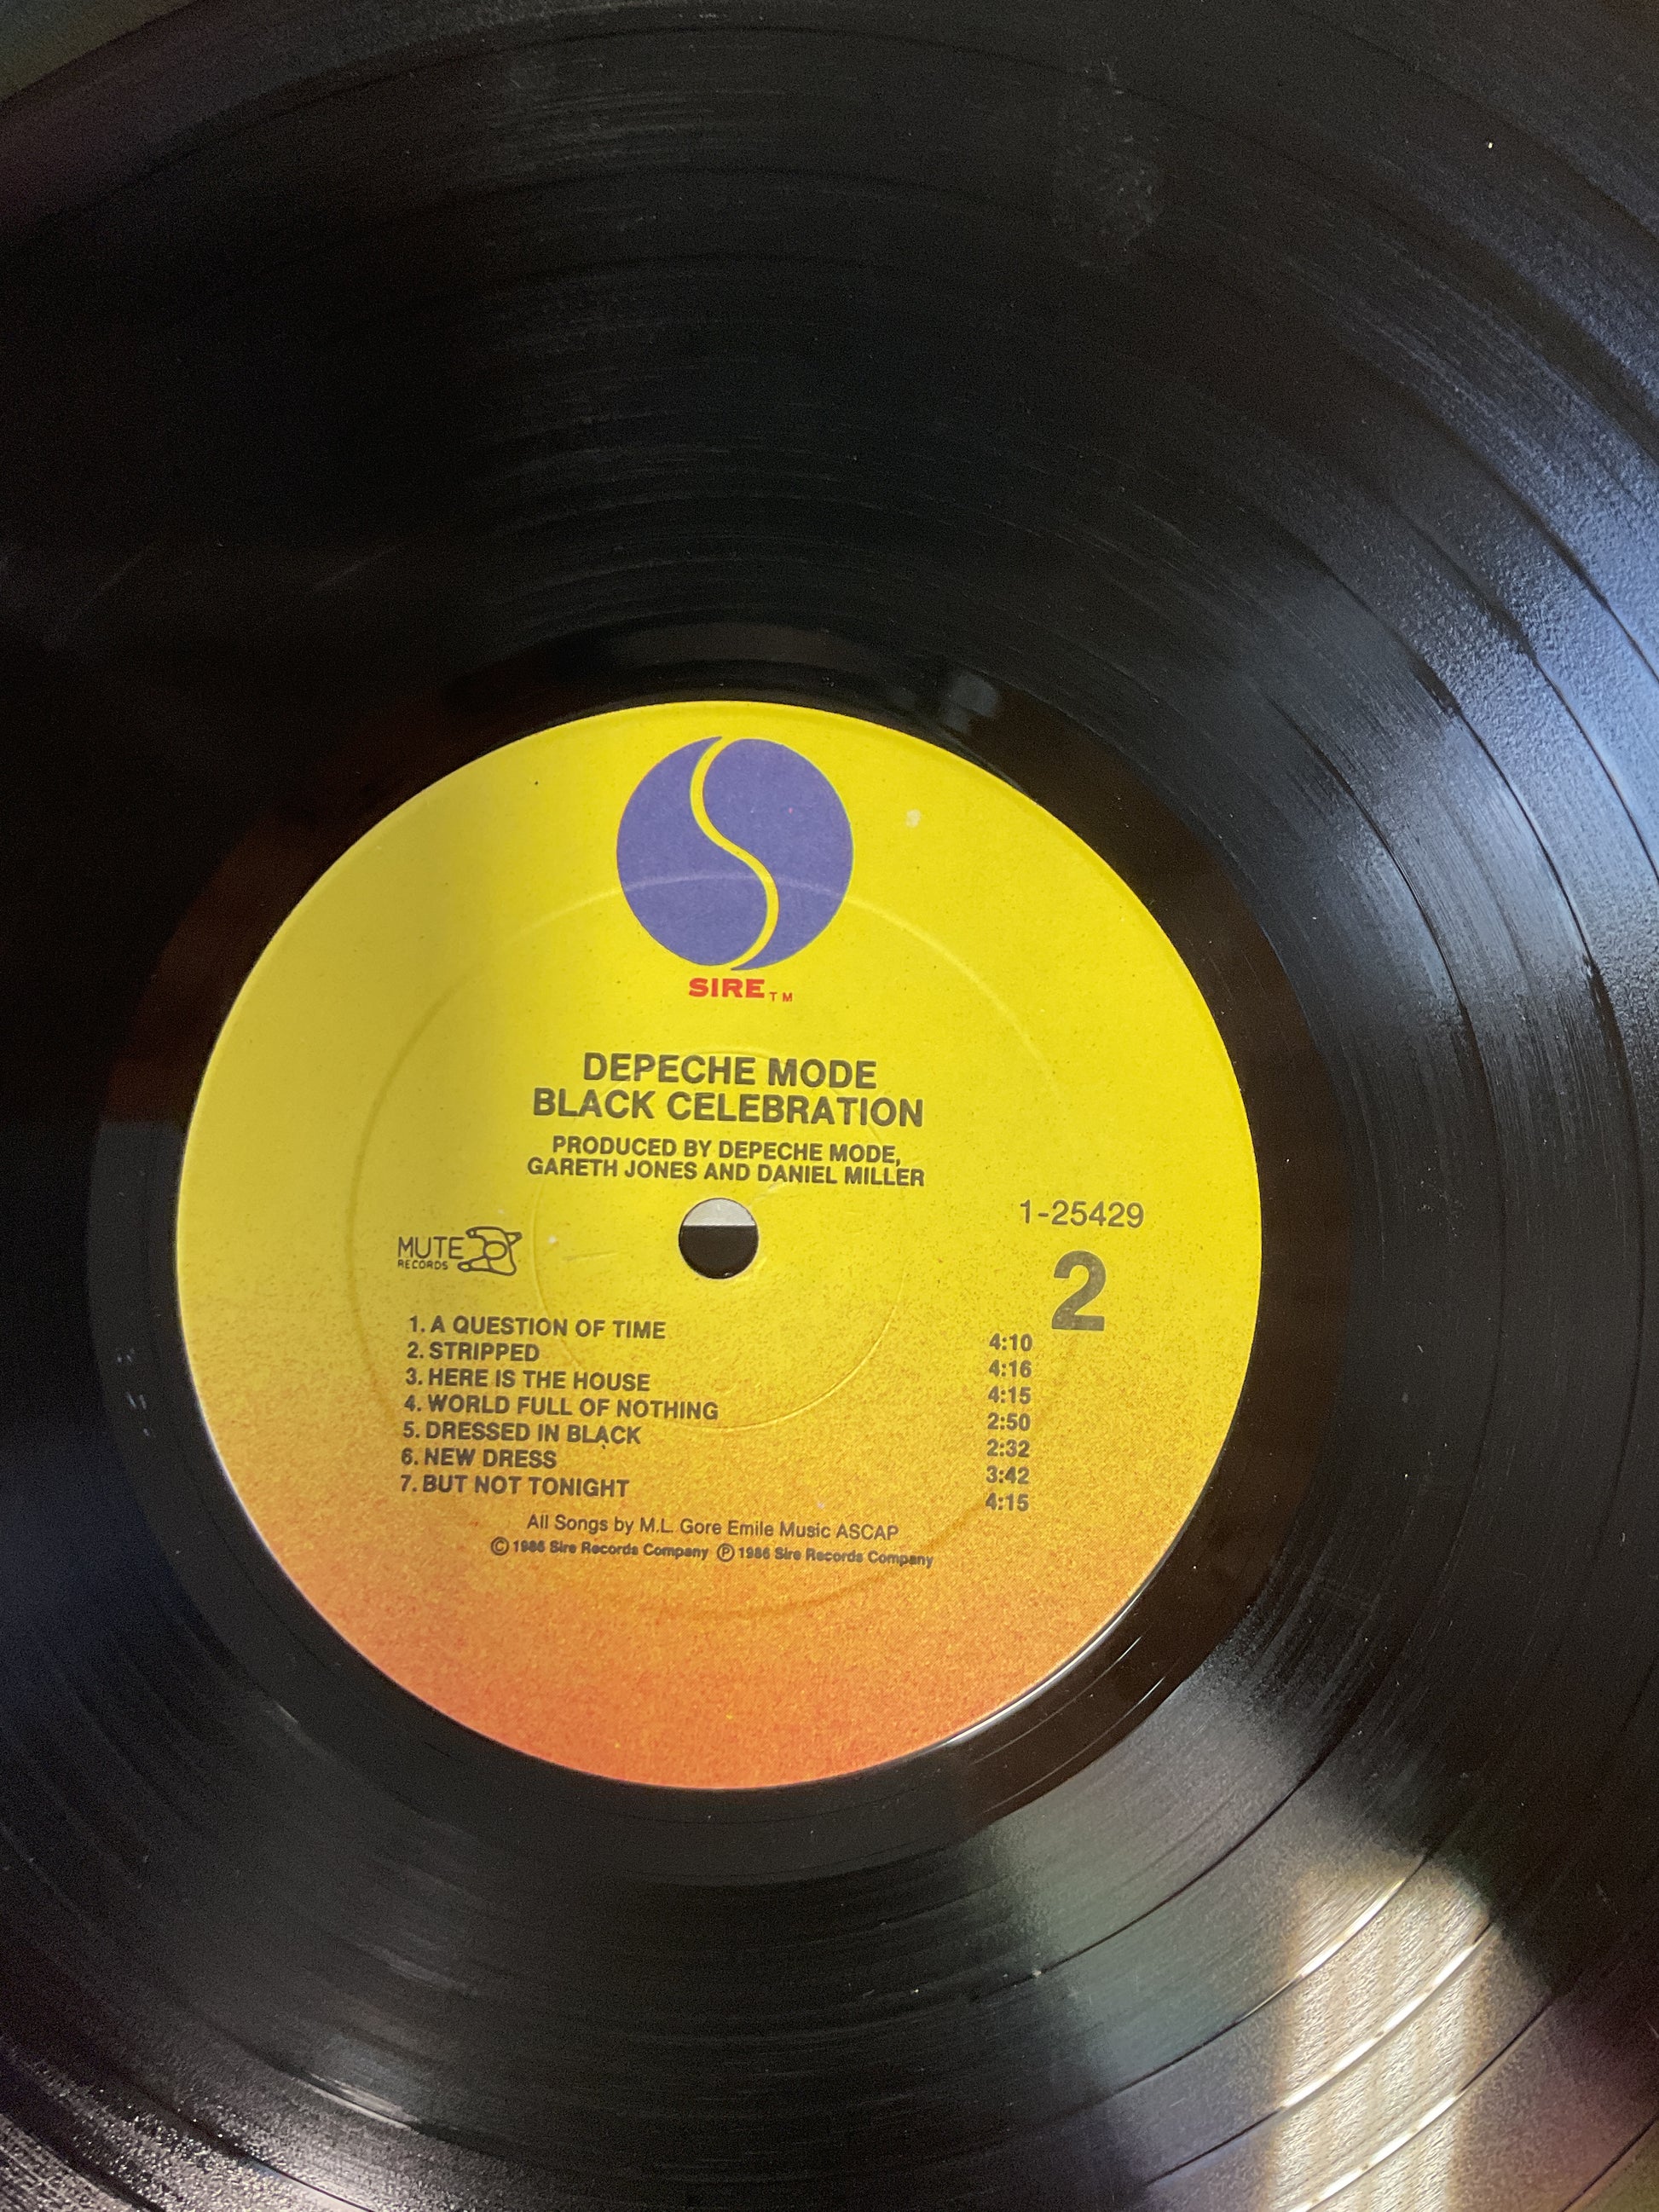 SIRE TM
DEPECHE MODE
BLACK CELEBRATION
PRODUCED BY DEPECHE MODE,
GARETH JONES AND DANIEL MILLER
1-25429
MUTE
RECORDS
2
1. A QUESTION OF TIME 4:10
2. STRIPPED 4:16
3. HERE IS THE HOUSE 4:15
4. WORLD FULL OF NOTHING 2:50
5. DRESSED IN BLACK 2:32
6. NEW DRESS 3:42
7. BUT NOT TONIGHT 4:15
All Songs by M.L. Gore Emile Music ASCAP
© 1986 Sire Records Company ℗ 1986 Sire Records Company